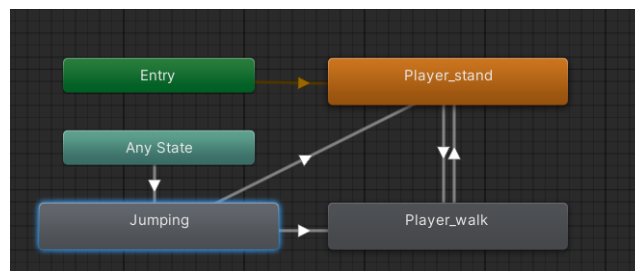 Entry
Player_stand
Any State
Jumping
Player_walk